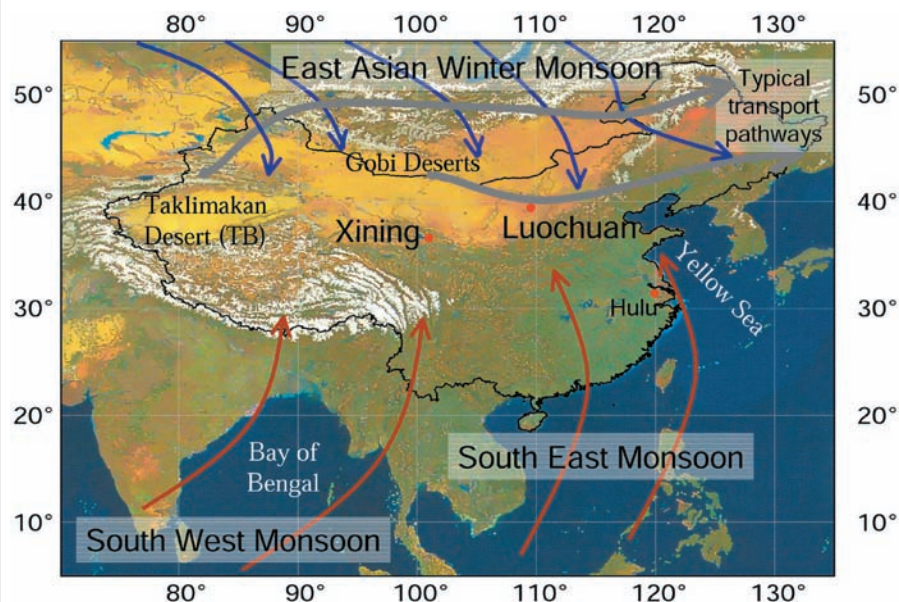 80° 90° 100° 110° 120° 130°
East Asian Winter Monsoon
Typical
transport
pathways
50° 50°
Gobi Deserts
40° 40°
Taklimakan
Desert (TB)
Xining
Luochuan
Yellow Sea
30° 30°
Hulu
20° 20°
Bay of
Bengal
South East Monsoon
10° 10°
South West Monsoon
80° 90° 100° 110° 120° 130°